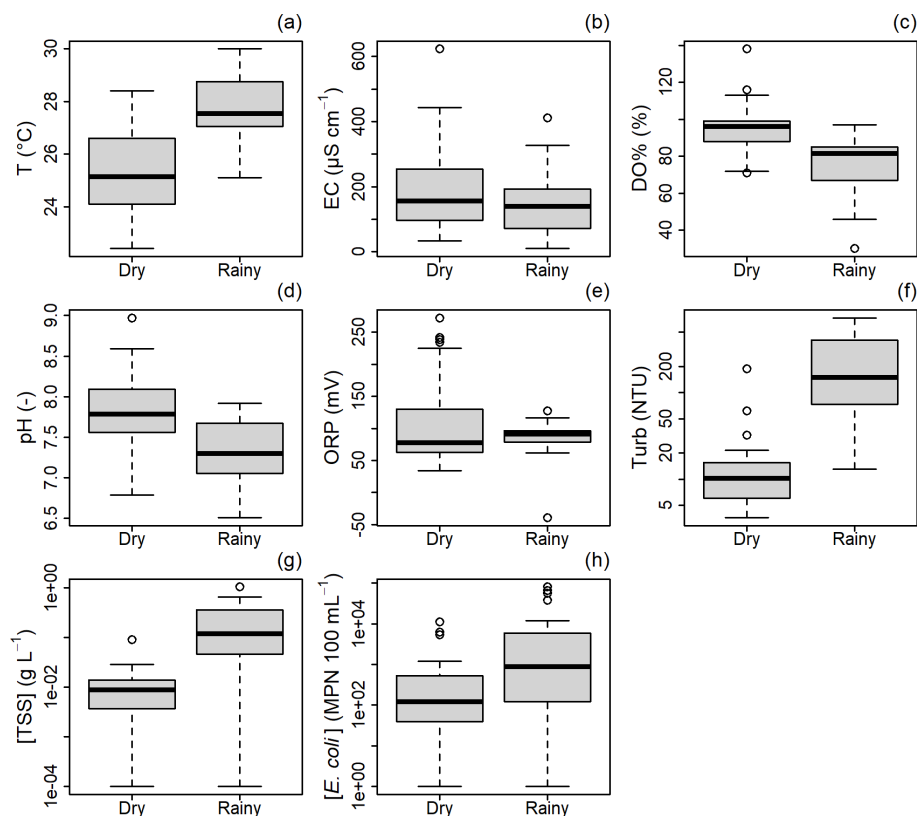 (a)
T (°C)
30
28
26
24
Dry
Rainy
(b)
EC (µS cm⁻¹)
600
400
200
0
Dry
Rainy
(c)
DO% (%)
120
80
60
40
Dry
Rainy
(d)
pH (-)
9.0
8.5
8.0
7.5
7.0
6.5
Dry
Rainy
(e)
ORP (mV)
250
150
50
-50
Dry
Rainy
(f)
Turb (NTU)
200
50
20
5
Dry
Rainy
(g)
[TSS] (g L⁻¹)
1e+00
1e-02
1e-04
Dry
Rainy
(h)
[E. coli] (MPN 100 mL⁻¹)
1e+04
1e+02
1e+00
Dry
Rainy